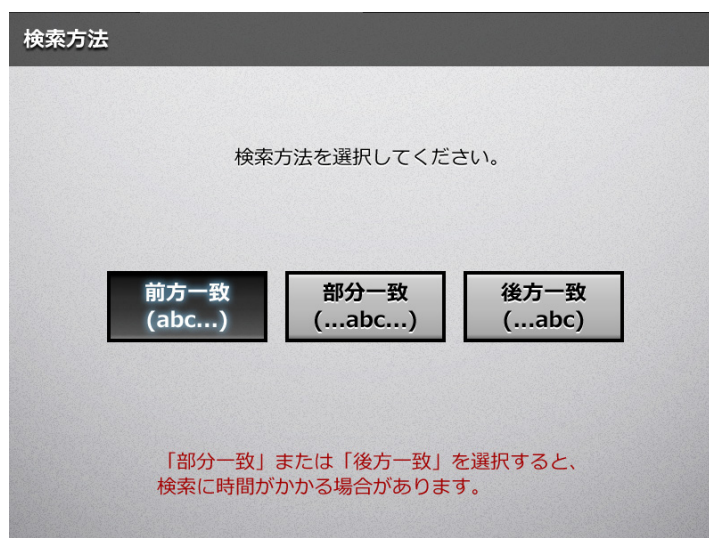 検索方法
検索方法を選択してください。
前方一致
(abc...)
部分一致
(...abc...)
後方一致
(...abc)
「部分一致」または「後方一致」を選択すると、
検索に時間がかかる場合があります。